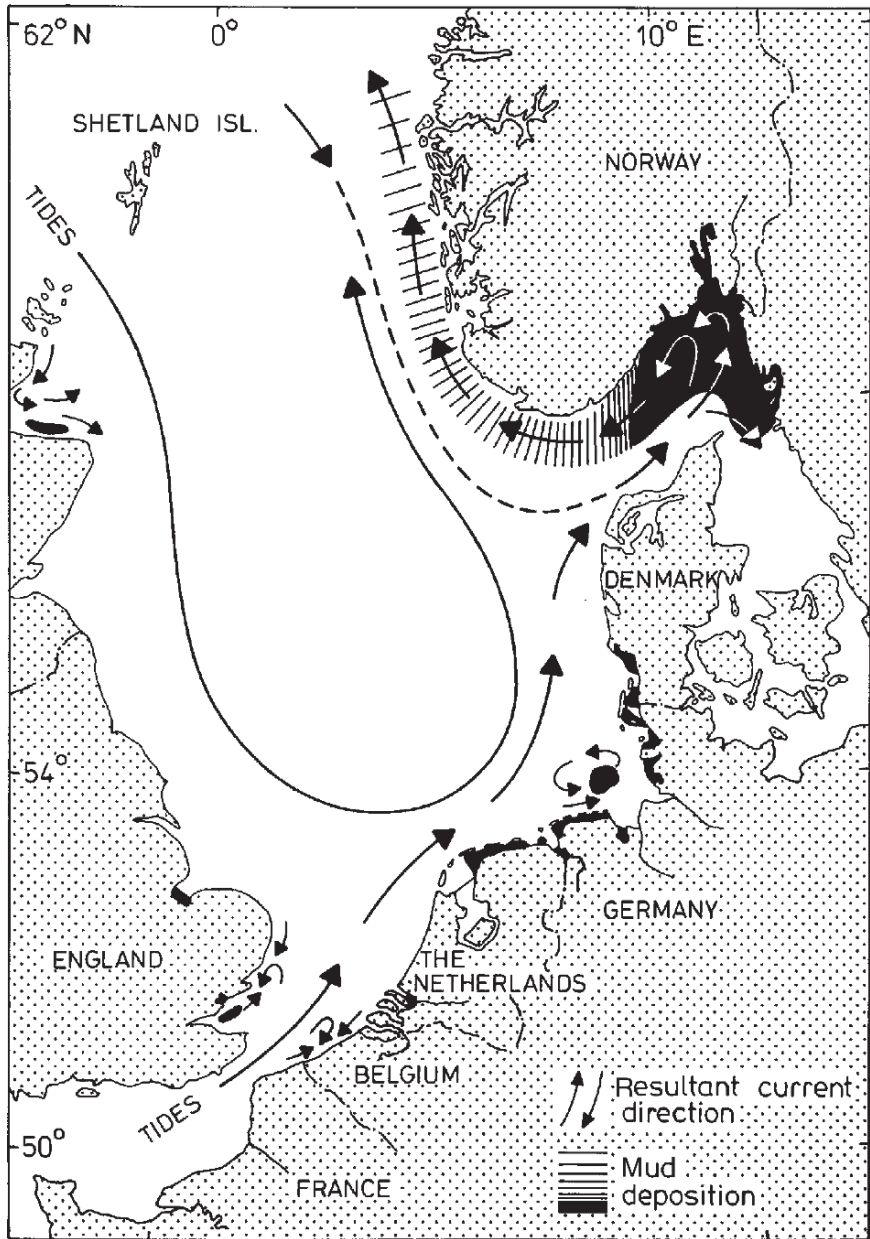 62° N
0°
10° E
SHETLAND ISL.
NORWAY
TIDES
DENMARK
54°
GERMANY
ENGLAND
THE
NETHERLANDS
BELGIUM
TIDES
50°
FRANCE
Resultant current
direction
Mud
deposition